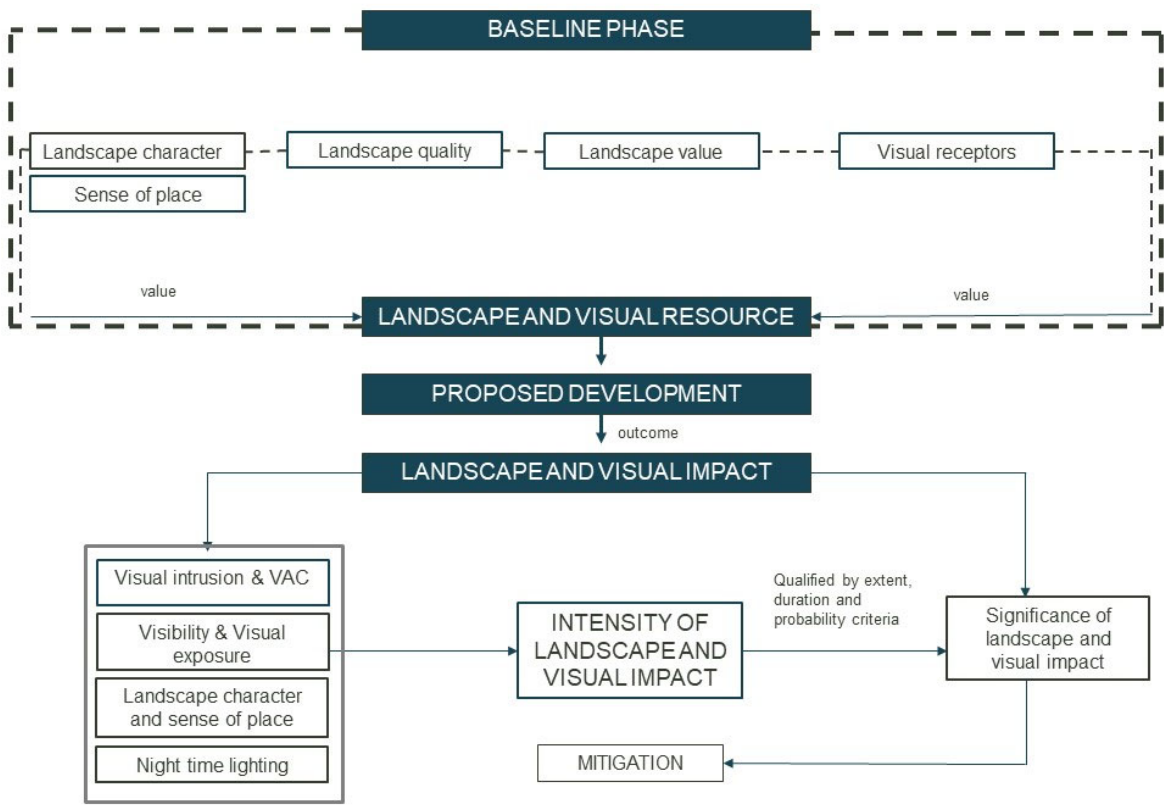 BASELINE PHASE
Landscape character
Landscape quality
Landscape value
Visual receptors
Sense of place
value
value
LANDSCAPE AND VISUAL RESOURCE
PROPOSED DEVELOPMENT
outcome
LANDSCAPE AND VISUAL IMPACT
Visual intrusion & VAC
Visibility & Visual
exposure
Landscape character
and sense of place
Night time lighting
INTENSITY OF
LANDSCAPE AND
VISUAL IMPACT
Qualified by extent,
duration and
probability criteria
Significance of
landscape and
visual impact
MITIGATION